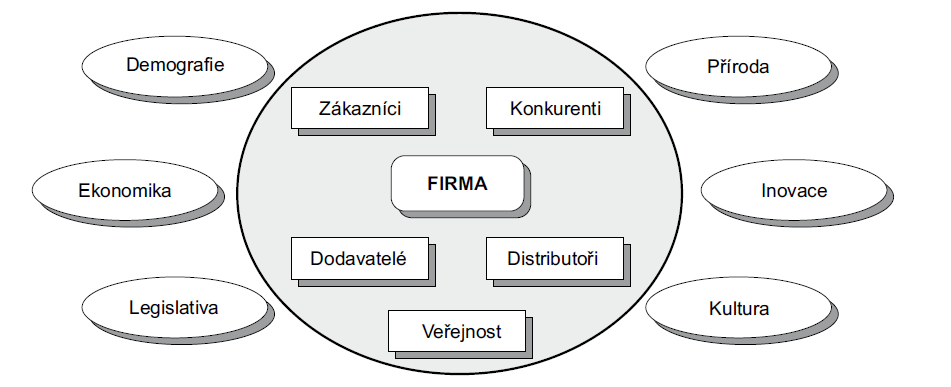 Demografie
Příroda
Zákazníci
Konkurenti
FIRMA
Ekonomika
Inovace
Dodavatelé
Distributoři
Legislativa
Kultura
Veřejnost